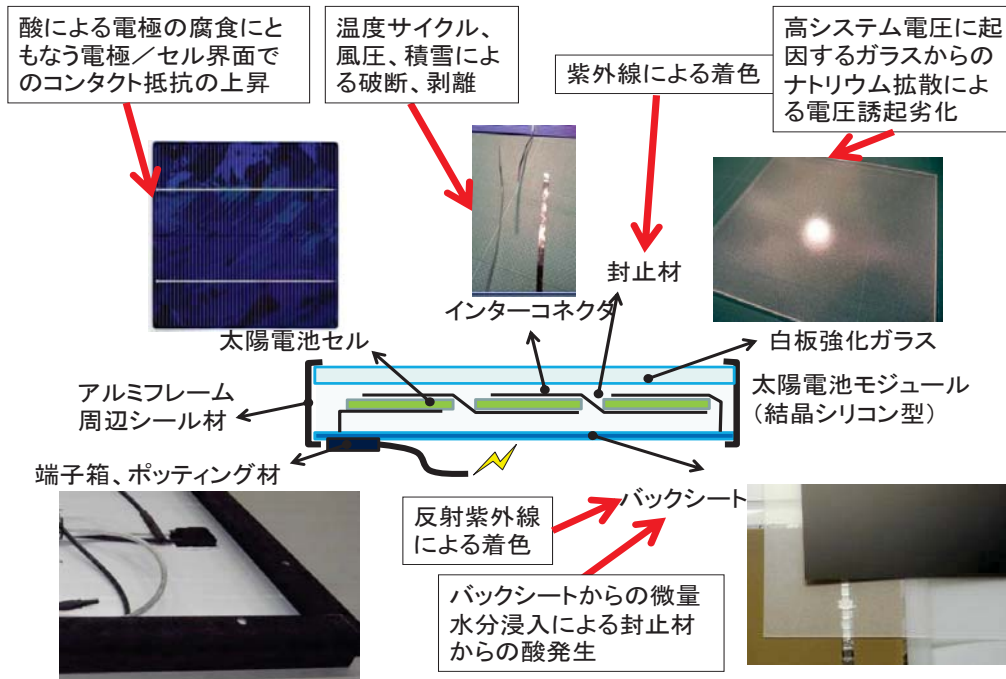 酸による電極の腐食にと
もなう電極／セル界面で
のコンタクト抵抗の上昇
温度サイクル、
風圧、積雪によ
る破断、剥離
紫外線による着色
高システム電圧に起
因するガラスからの
ナトリウム拡散によ
る電圧誘起劣化
封止材
インターコネクタ
太陽電池セル
白板強化ガラス
アルミフレーム
周辺シール材
太陽電池モジュール
（結晶シリコン型）
端子箱、ポッティング材
バックシート
反射紫外線
による着色
バックシートからの微量
水分浸入による封止材
からの酸発生